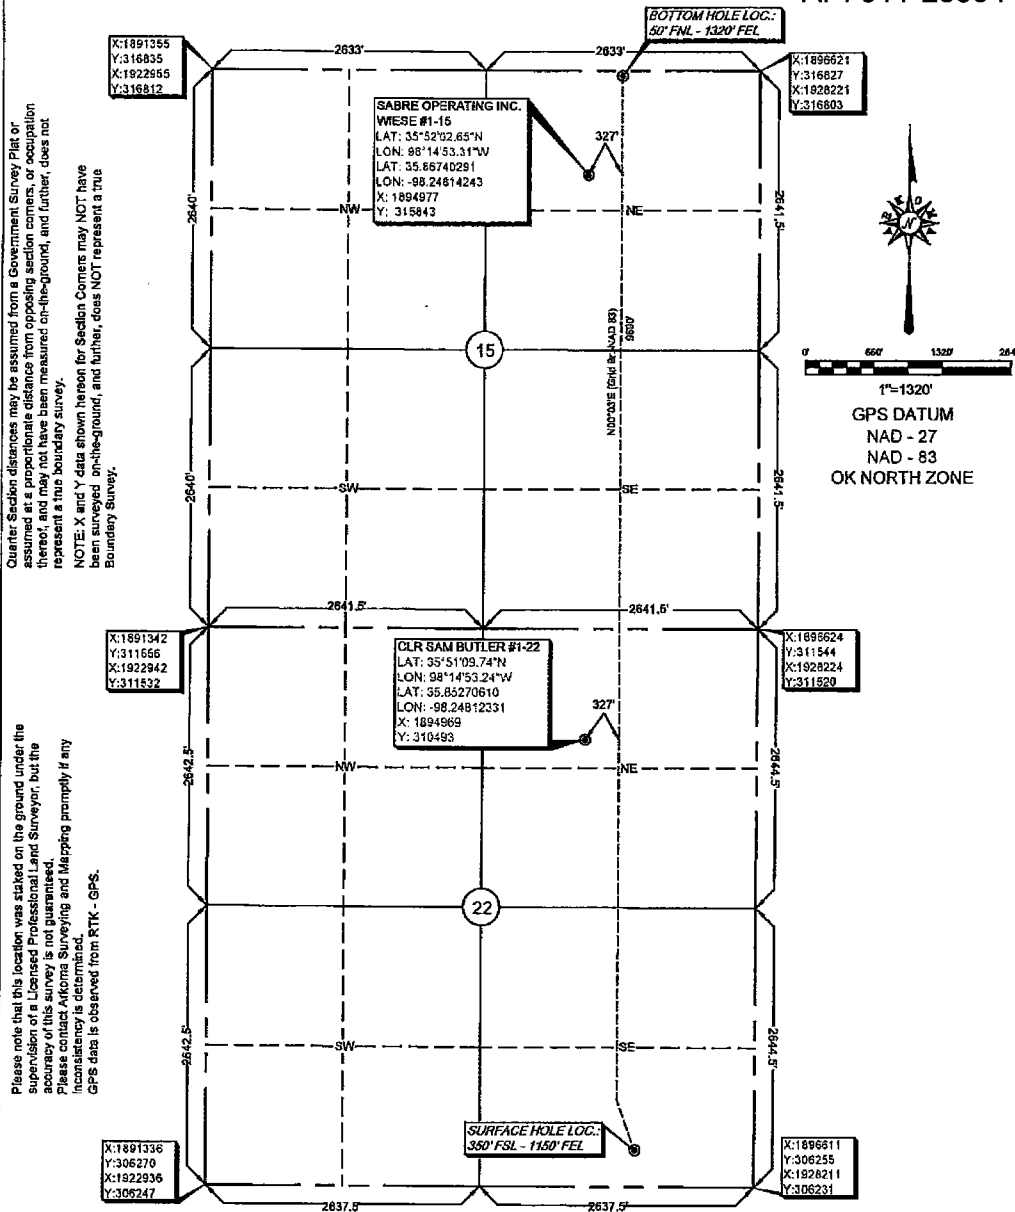 BOTTOM HOLE LOC.:
50' FNL - 1320' FEL
X:1891355
Y:316835
X:1922955
Y:316812
2633'
2633'
X:1896621
Y:316827
X:1928221
Y:316803
SABRE OPERATING INC.
WIESE #1-15
LAT: 35°52'02.65"N
LON: 98°14'53.31"W
LAT: 35.86740291
LON: -98.24814243
X: 1894977
Y: 315843
327'
2640'
2641.5'
NW
NE
15
N00.03'E (grid brg NAD 83)
2640'
2641.5'
SW
SE
0' 660' 1320' 264
1"=1320'
GPS DATUM
NAD - 27
NAD - 83
OK NORTH ZONE
N
Quarter Section distances may be assumed from a Government Survey Plat or
assumed at a proportionate distance from opposing section corners, or occupation
thereof, and may not have been measured on-the-ground, and further, does not
represent a true boundary survey.
NOTE: X and Y data shown hereon for Section Corners may NOT have
been surveyed on-the-ground, and further, does NOT represent a true
Boundary Survey.
2641.5'
2641.5'
X:1891342
Y:311556
X:1922942
Y:311532
X:1896624
Y:311544
X:1928224
Y:311520
CLR SAM BUTLER #1-22
LAT: 35°51'09.74"N
LON: 98°14'53.24"W
LAT: 35.85270610
LON: -98.24812331
X: 1894969
Y: 310493
327'
2642.5'
2644.5'
NW
NE
22
2642.5'
2644.5'
SW
SE
Please note that this location was staked on the ground under the
supervision of a Licensed Professional Land Surveyor, but the
accuracy of this survey is not guaranteed.
Please contact Arkoma Surveying and Mapping promptly if any
inconsistency is determined.
GPS data is observed from RTK - GPS.
SURFACE HOLE LOC.:
350' FSL - 1150' FEL
X:1891336
Y:306270
X:1922936
Y:306247
X:1896611
Y:306255
X:1928211
Y:306231
2637.5'
2637.5'